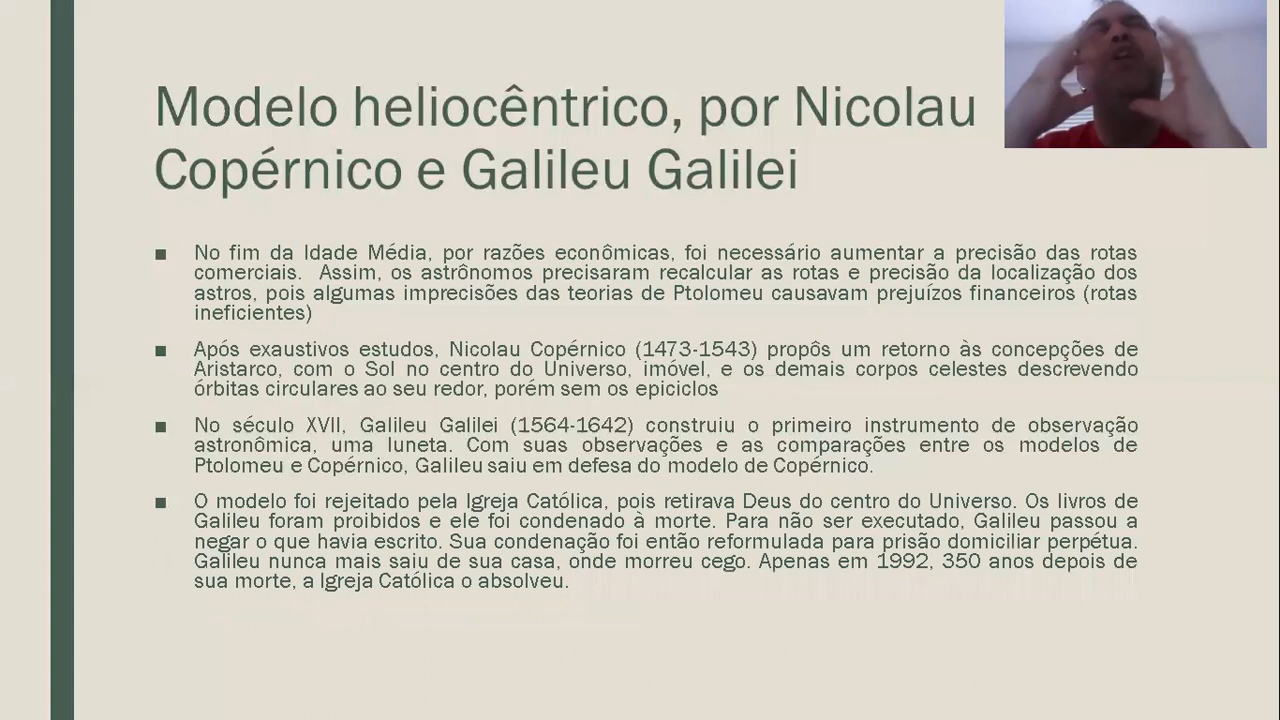 Modelo heliocêntrico, por Nicolau
Copérnico e Galileu Galilei
■ No fim da Idade Média, por razões econômicas, foi necessário aumentar a precisão das rotas
comerciais. Assim, os astrônomos precisaram recalcular as rotas e precisão da localização dos
astros, pois algumas imprecisões das teorias de Ptolomeu causavam prejuízos financeiros (rotas
ineficientes)
■ Após exaustivos estudos, Nicolau Copérnico (1473-1543) propôs um retorno às concepções de
Aristarco, com o Sol no centro do Universo, imóvel, e os demais corpos celestes descrevendo
órbitas circulares ao seu redor, porém sem os epiciclos
■ No século XVII, Galileu Galilei (1564-1642) construiu o primeiro instrumento de observação
astronômica, uma luneta. Com suas observações e as comparações entre os modelos de
Ptolomeu e Copérnico, Galileu saiu em defesa do modelo de Copérnico.
■ O modelo foi rejeitado pela Igreja Católica, pois retirava Deus do centro do Universo. Os livros de
Galileu foram proibidos e ele foi condenado à morte. Para não ser executado, Galileu passou a
negar o que havia escrito. Sua condenação foi então reformulada para prisão domiciliar perpétua.
Galileu nunca mais saiu de sua casa, onde morreu cego. Apenas em 1992, 350 anos depois de
sua morte, a Igreja Católica o absolveu.